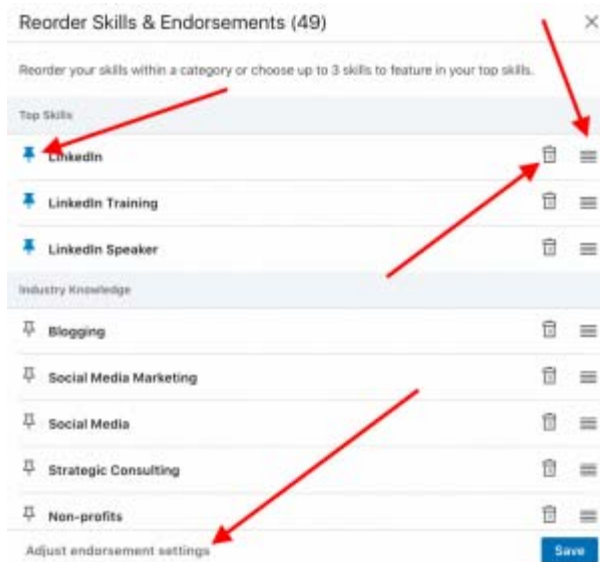 Reorder Skills & Endorsements (49)
Reorder your skills within a category or choose up to 3 skills to feature in your top skills.
Top Skills
LinkedIn
LinkedIn Training
LinkedIn Speaker
Industry Knowledge
Blogging
Social Media Marketing
Social Media
Strategic Consulting
Non-profits
Adjust endorsement settings
Save